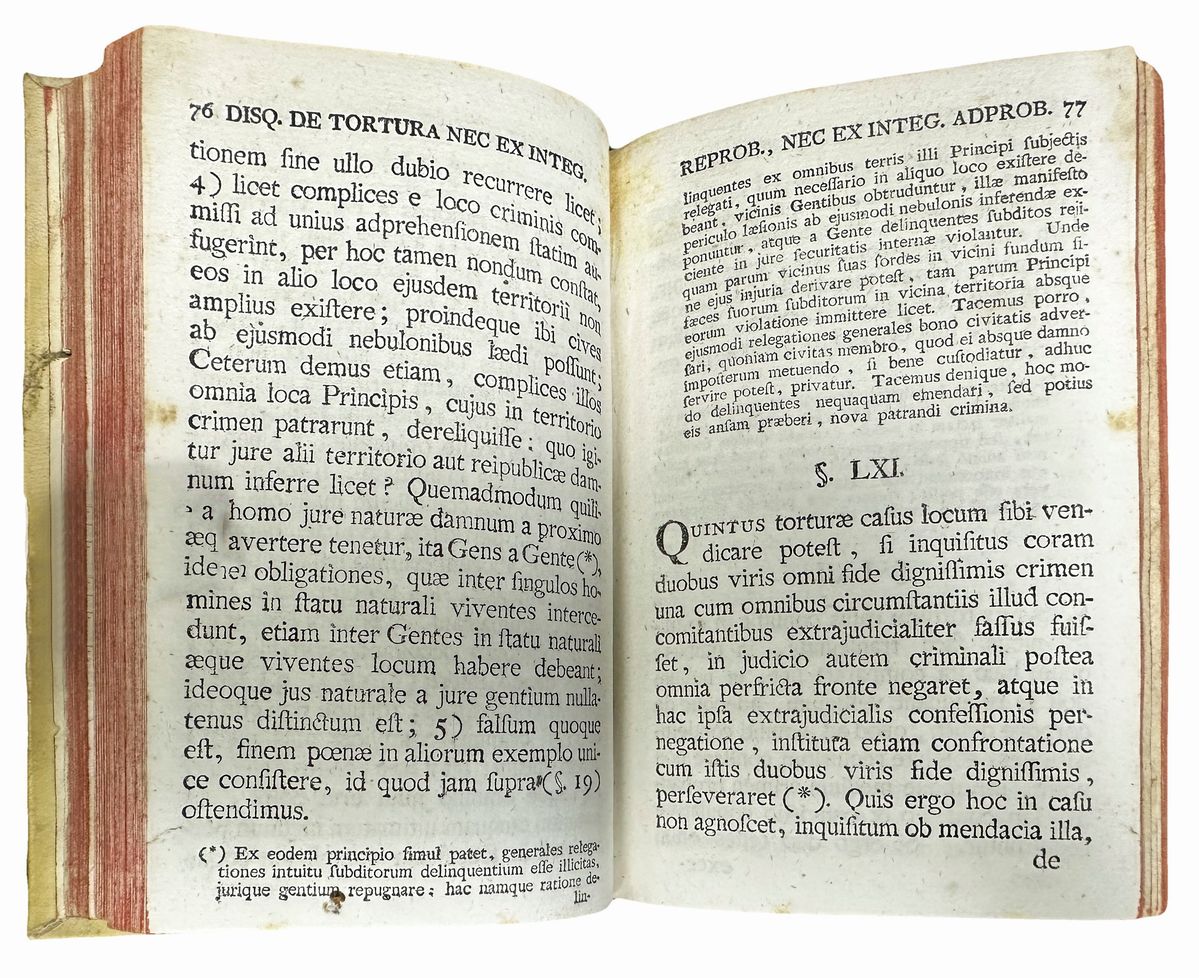 76 DISQ. DE TORTURA NEC EX INTEG.
tionem ſine ullo dubio recurrere licet;
4) licet complices e loco criminis com-
miſſi ad unius adprehenſionem ſtatim au-
fugerint, per hoc tamen nondum conſtat,
eos in alio loco ejusdem territorii non
amplius exiſtere; proindeque ibi cives
ab ejusmodi nebulonibus lædi poſſunt;
Ceterum demus etiam, complices illos
omnia loca Principis, cujus in territorio
crimen patrarunt, dereliquiſſe: quo igi-
tur jure alii territorio aut reipublicæ dam-
num inferre licet? Quemadmodum quili-
a homo jure naturæ damnum a proximo
æq avertere tenetur, ita Gens a Gente (*),
obligationes, quæ inter ſingulos ho-
mines in ſtatu naturali viventes interce-
dunt, etiam inter Gentes in ſtatu naturali
æque viventes locum habere debeant;
ideoque jus naturale a jure gentium nulla-
tenus diſtinctum eſt; 5) falſum quoque
eſt, finem pœnæ in aliorum exemplo uni-
ce conſiſtere, id quod jam ſupra (§. 19)
oſtendimus.
(*) Ex eodem principio ſimul patet, generales relega-
tiones intuitu ſubditorum delinquentium eſſe illicitas,
jurique gentium repugnare; hac namque ratione de-
lin-
REPROB., NEC EX INTEG. ADPROB. 77
linquentes ex omnibus terris illi Principi ſubjectis
relegati, quum neceſſario in aliquo loco exiſtere de-
beant, vicinis Gentibus obtruduntur, illæ manifeſto
periculo læſionis ab ejusmodi nebulonis inferendæ ex-
ponuntur, atque a Gente delinquentes ſubditos reji-
ciente in jure ſecuritatis internæ violantur. Unde
quam parum vicinus ſuas ſordes in vicini fundum ſi-
ne ejus injuria derivare poteſt, tam parum Principi
fæces ſuorum ſubditorum in vicina territoria absque
eorum violatione immittere licet. Tacemus porro,
ejusmodi relegationes generales bono civitatis adver-
ſari, quoniam civitas membro, quod ei absque damno
impoſterum metuendo, ſi bene cuſtodiatur, adhuc
ſervire poteſt, privatur. Tacemus denique, hoc mo-
do delinquentes nequaquam emendari, ſed potius
eis anſam præberi, nova patrandi crimina.
§. LXI.
QUINTUS torturæ caſus locum ſibi ven-
dicare poteſt, ſi inquiſitus coram
duobus viris omni fide digniſſimis crimen
una cum omnibus circumſtantiis illud con-
comitantibus extrajudicialiter faſſus fuiſ-
ſet, in judicio autem criminali poſtea
omnia perfricta fronte negaret, atque in
hac ipſa extrajudicialis confeſſionis per-
negatione, inſtituta etiam confrontatione
cum iſtis duobus viris fide digniſſimis,
perſeveraret (*). Quis ergo hoc in caſu
non agnoſcet, inquiſitum ob mendacia illa,
de